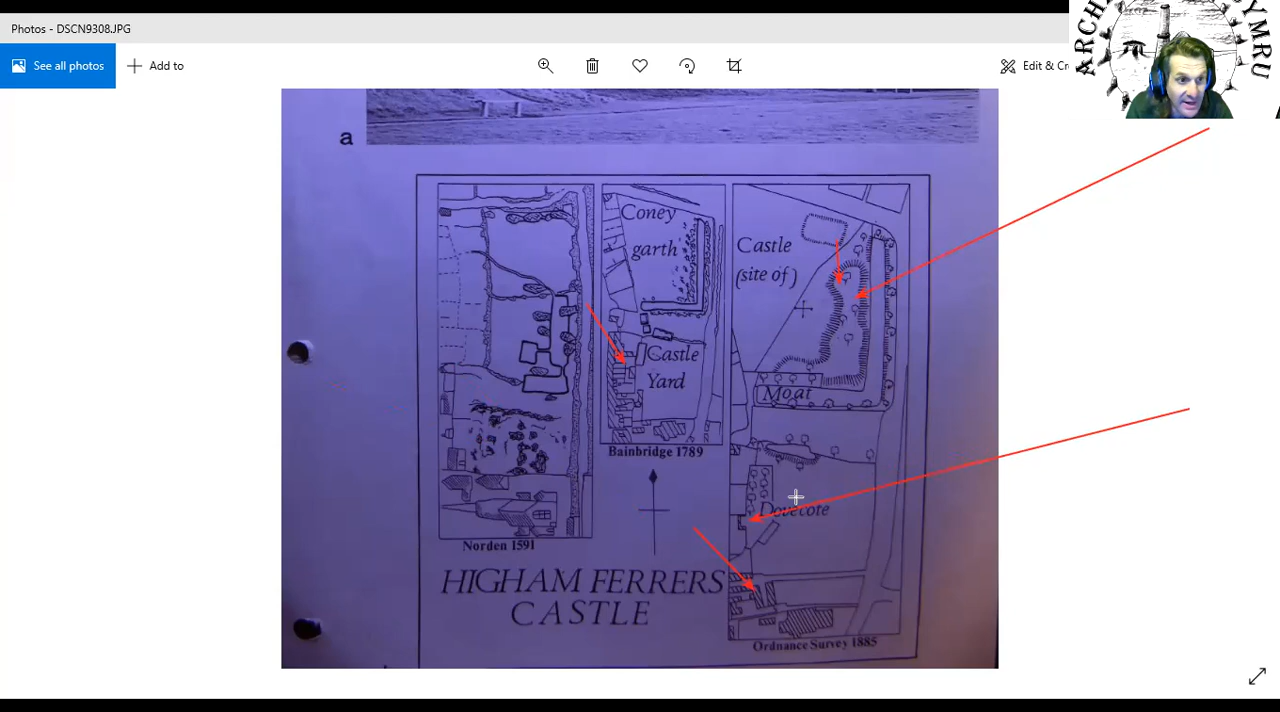 Photos - DSCN9308.JPG
See all photos
Add to
Edit &
a
Coney
garth
Castle
(site of)
Castle
Yard
Moat
Bainbridge 1789
Dovecote
Norden 1591
HIGHAM FERRERS
CASTLE
Ordnance Survey 1885